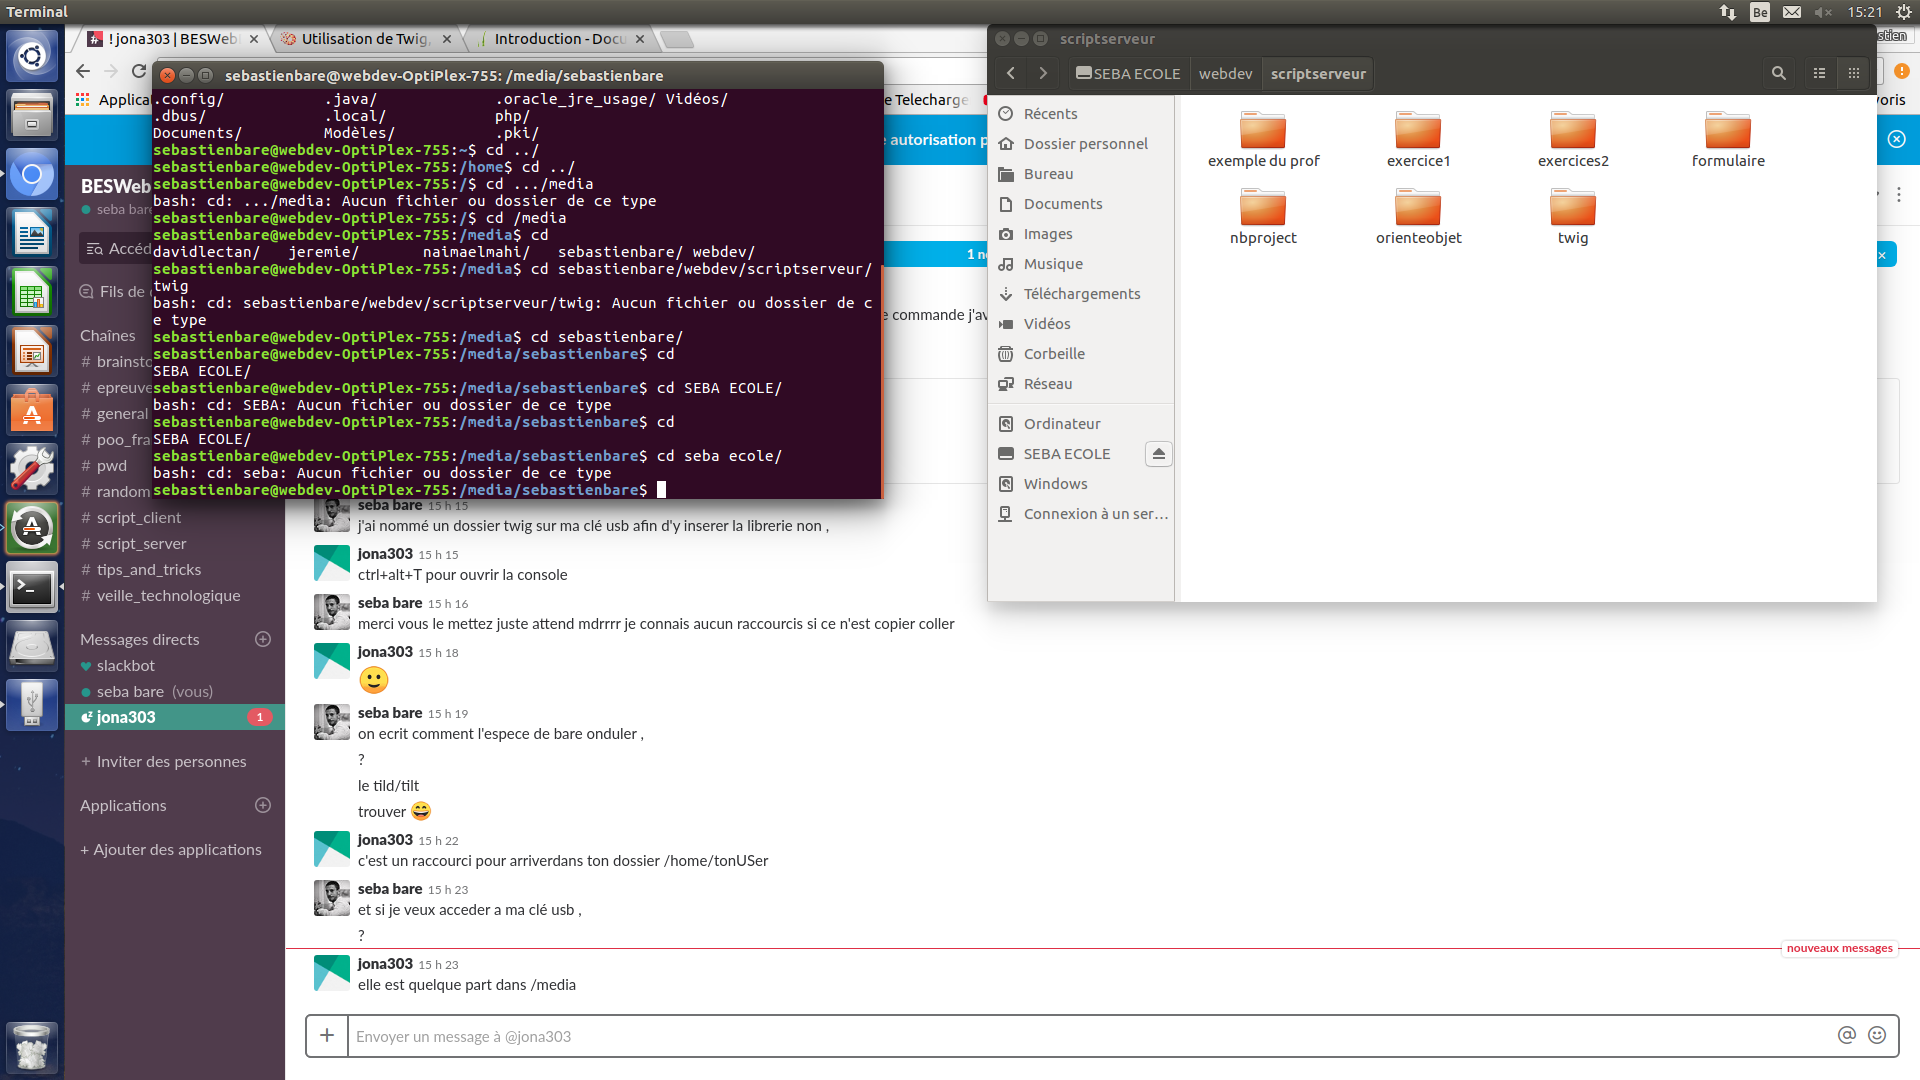 Terminal
Be
15:21
! jona303 | BESWeb
Utilisation de Twig,
Introduction - Docu
Applica
e Telecharge
voris
sebastienbare@webdev-OptiPlex-755: /media/sebastienbare
.config/ .java/ .oracle_jre_usage/ Vidéos/
.dbus/ .local/ php/
Documents/ Modèles/ .pki/
sebastienbare@webdev-OptiPlex-755:~$ cd ../
sebastienbare@webdev-OptiPlex-755:/home$ cd ../
sebastienbare@webdev-OptiPlex-755:/$ cd .../media
bash: cd: .../media: Aucun fichier ou dossier de ce type
sebastienbare@webdev-OptiPlex-755:/$ cd /media
sebastienbare@webdev-OptiPlex-755:/media$ cd
davidlectan/ jeremie/ naimaelmahi/ sebastienbare/ webdev/
sebastienbare@webdev-OptiPlex-755:/media$ cd sebastienbare/webdev/scriptserveur/
twig
bash: cd: sebastienbare/webdev/scriptserveur/twig: Aucun fichier ou dossier de c
e type
sebastienbare@webdev-OptiPlex-755:/media$ cd sebastienbare/
sebastienbare@webdev-OptiPlex-755:/media/sebastienbare$ cd
SEBA ECOLE/
sebastienbare@webdev-OptiPlex-755:/media/sebastienbare$ cd SEBA ECOLE/
bash: cd: SEBA: Aucun fichier ou dossier de ce type
sebastienbare@webdev-OptiPlex-755:/media/sebastienbare$ cd
SEBA ECOLE/
sebastienbare@webdev-OptiPlex-755:/media/sebastienbare$ cd seba ecole/
bash: cd: seba: Aucun fichier ou dossier de ce type
sebastienbare@webdev-OptiPlex-755:/media/sebastienbare$
scriptserveur
SEBA ECOLE webdev scriptserveur
Récents
Dossier personnel
Bureau
Documents
Images
Musique
Téléchargements
Vidéos
Corbeille
Réseau
Ordinateur
SEBA ECOLE
Windows
Connexion à un ser...
exemple du prof
exercice1
exercices2
formulaire
nbproject
orienteobjet
twig
e autorisation p
e commande j'av
BESWeb
seba bare
Accéd
Fils de
Chaînes
# brainsto
# epreuve
# general
# poo_fra
# pwd
# random
# script_client
# script_server
# tips_and_tricks
# veille_technologique
Messages directs
slackbot
seba bare (vous)
jona303 1
+ Inviter des personnes
Applications
+ Ajouter des applications
seba bare 15 h 15
j'ai nommé un dossier twig sur ma clé usb afin d'y inserer la librerie non ,
jona303 15 h 15
ctrl+alt+T pour ouvrir la console
seba bare 15 h 16
merci vous le mettez juste attend mdrrrr je connais aucun raccourcis si ce n'est copier coller
jona303 15 h 18
seba bare 15 h 19
on ecrit comment l'espece de bare onduler ,
?
le tild/tilt
trouver
jona303 15 h 22
c'est un raccourci pour arriverdans ton dossier /home/tonUSer
seba bare 15 h 23
et si je veux acceder a ma clé usb ,
?
nouveaux messages
jona303 15 h 23
elle est quelque part dans /media
Envoyer un message à @jona303